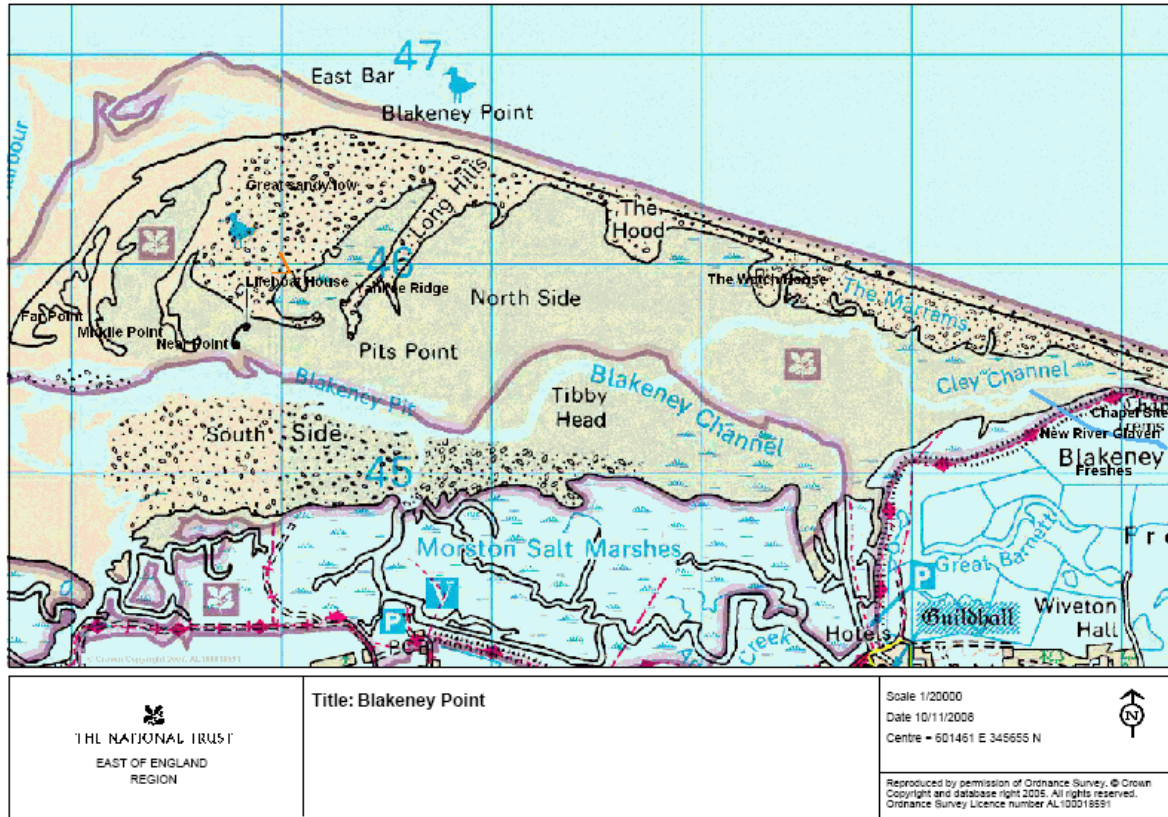 47
East Bar
Blakeney Point
Great sandy low
Long Hills
The
Hood
46
Lifeboat House
Yankee Ridge
The Watch House
The Marrams
North Side
Far Point
Middle Point
Near Point
Pits Point
Blakeney Pit
Blakeney Channel
Cley Channel
Tibby
Head
Chapel Site
New River Glaven
Blakeney
Freshes
South Side
45
Morston Salt Marshes
Great Barnett
Fre
V
P
P
Guildhall
Wiveton
Hall
Hotels
Creek
© Crown Copyright 2007. AL100018591
THE NATIONAL TRUST
EAST OF ENGLAND
REGION
Title: Blakeney Point
Scale 1/20000
Date 10/11/2008
Centre = 601461 E 345655 N
N
Reproduced by permission of Ordnance Survey. © Crown
Copyright and database right 2005. All rights reserved.
Ordnance Survey Licence number AL100018591